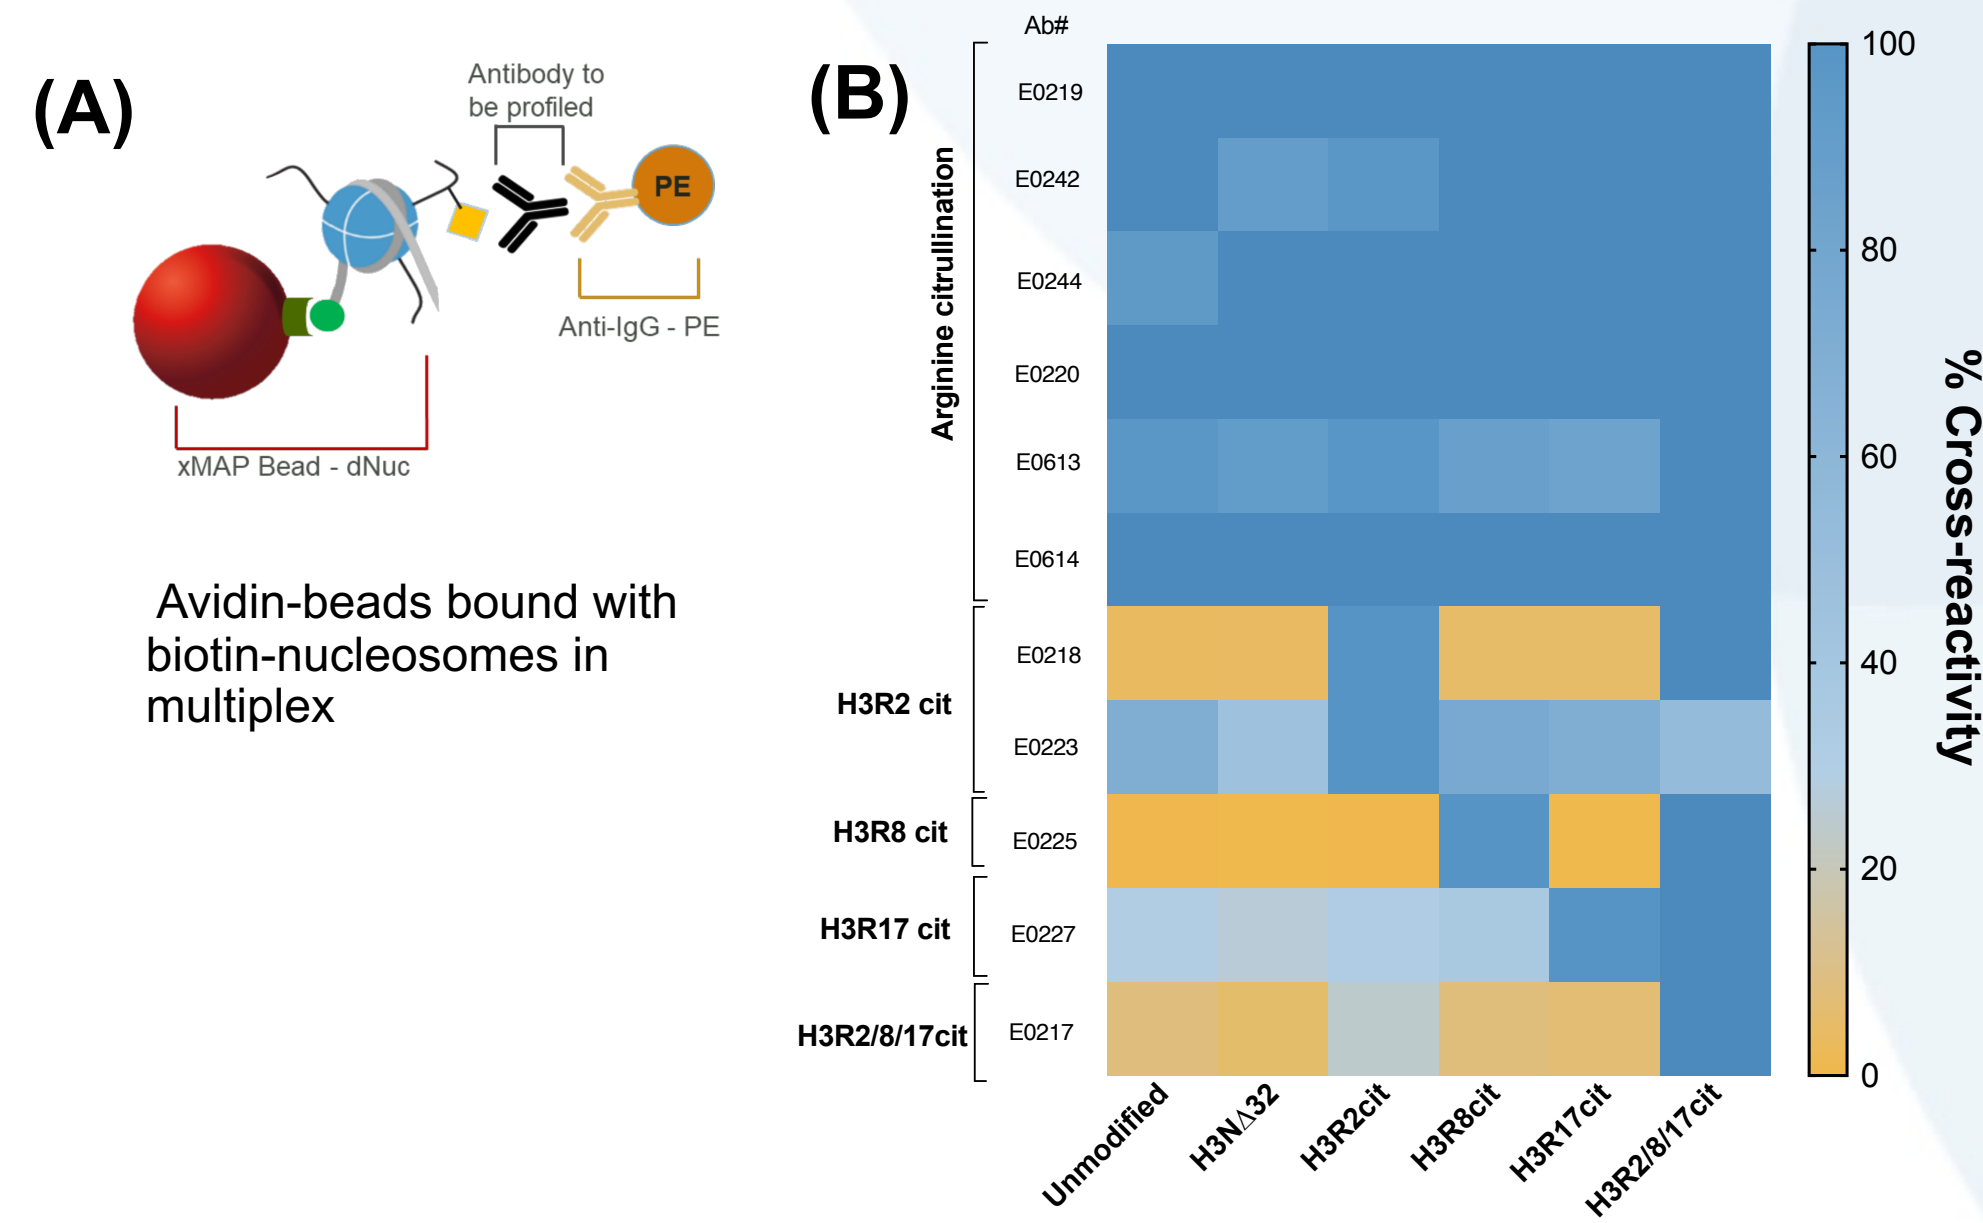 (A)
Antibody to
be profiled
PE
Anti-IgG - PE
xMAP Bead - dNuc
Avidin-beads bound with
biotin-nucleosomes in
multiplex
(B)
Ab#
Arginine citrullination
E0219
E0242
E0244
E0220
E0613
E0614
H3R2 cit
E0218
E0223
H3R8 cit
E0225
H3R17 cit
E0227
H3R2/8/17cit
E0217
Unmodified
H3NΔ32
H3R2cit
H3R8cit
H3R17cit
H3R2/8/17cit
100
80
60
40
20
0
% Cross-reactivity